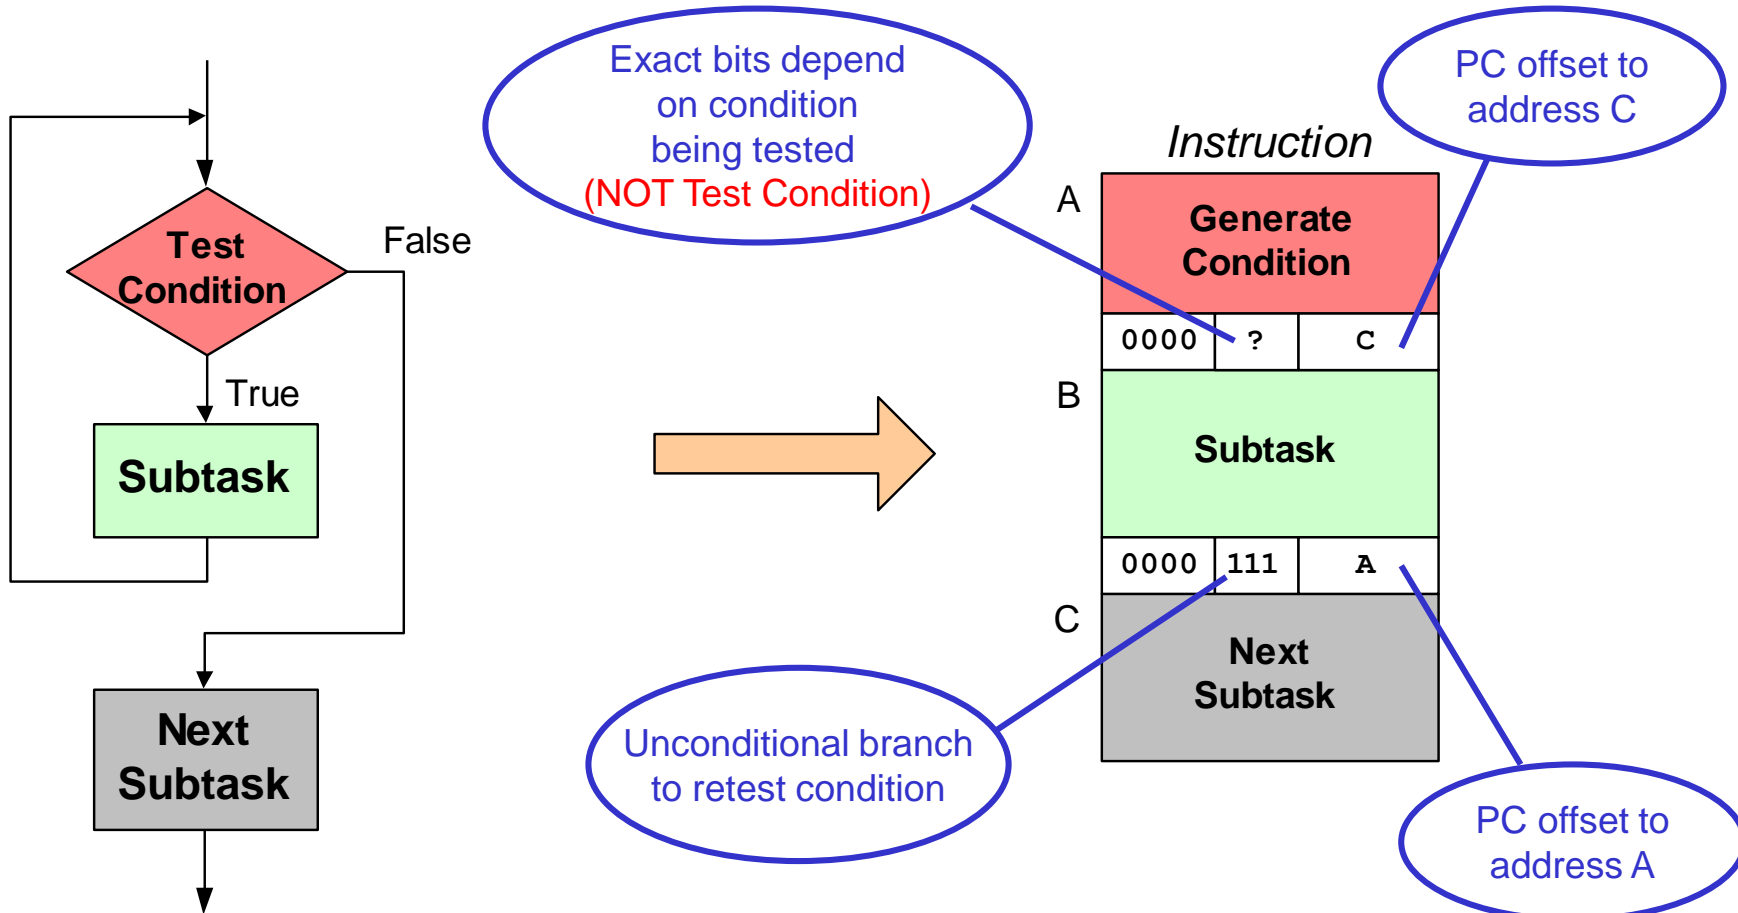 Test
Condition
False
True
Subtask
Next
Subtask
Exact bits depend
on condition
being tested
(NOT Test Condition)
PC offset to
address C
Instruction
A
Generate
Condition
0000 ? C
B
Subtask
0000 111 A
C
Next
Subtask
Unconditional branch
to retest condition
PC offset to
address A